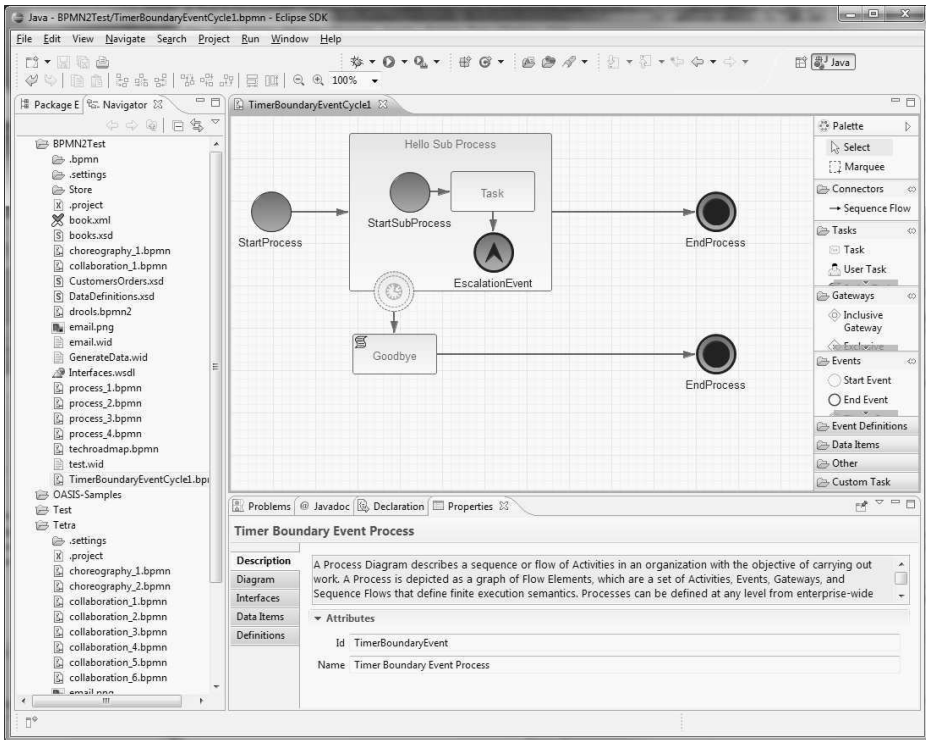 Java - BPMN2Test/TimerBoundaryEventCycle1.bpmn - Eclipse SDK
File Edit View Navigate Search Project Run Window Help
100%
Java
Package E Navigator
TimerBoundaryEventCycle1
BPMN2Test
.bpmn
.settings
Store
.project
book.xml
books.xsd
choreography_1.bpmn
collaboration_1.bpmn
CustomersOrders.xsd
DataDefinitions.xsd
drools.bpmn2
email.png
email.wid
GenerateData.wid
Interfaces.wsdl
process_1.bpmn
process_2.bpmn
process_3.bpmn
process_4.bpmn
techroadmap.bpmn
test.wid
TimerBoundaryEventCycle1.bp
OASIS-Samples
Test
Tetra
.settings
.project
choreography_1.bpmn
choreography_2.bpmn
collaboration_1.bpmn
collaboration_2.bpmn
collaboration_3.bpmn
collaboration_4.bpmn
collaboration_5.bpmn
collaboration_6.bpmn
email.png
Hello Sub Process
Task
StartSubProcess
StartProcess
EscalationEvent
EndProcess
Goodbye
EndProcess
Palette
Select
Marquee
Connectors
Sequence Flow
Tasks
Task
User Task
Gateways
Inclusive
Gateway
Exclusive
Events
Start Event
End Event
Event Definitions
Data Items
Other
Custom Task
Problems @ Javadoc Declaration Properties
Timer Boundary Event Process
Description
Diagram
Interfaces
Data Items
Definitions
A Process Diagram describes a sequence or flow of Activities in an organization with the objective of carrying out
work. A Process is depicted as a graph of Flow Elements, which are a set of Activities, Events, Gateways, and
Sequence Flows that define finite execution semantics. Processes can be defined at any level from enterprise-wide
Attributes
Id TimerBoundaryEvent
Name Timer Boundary Event Process